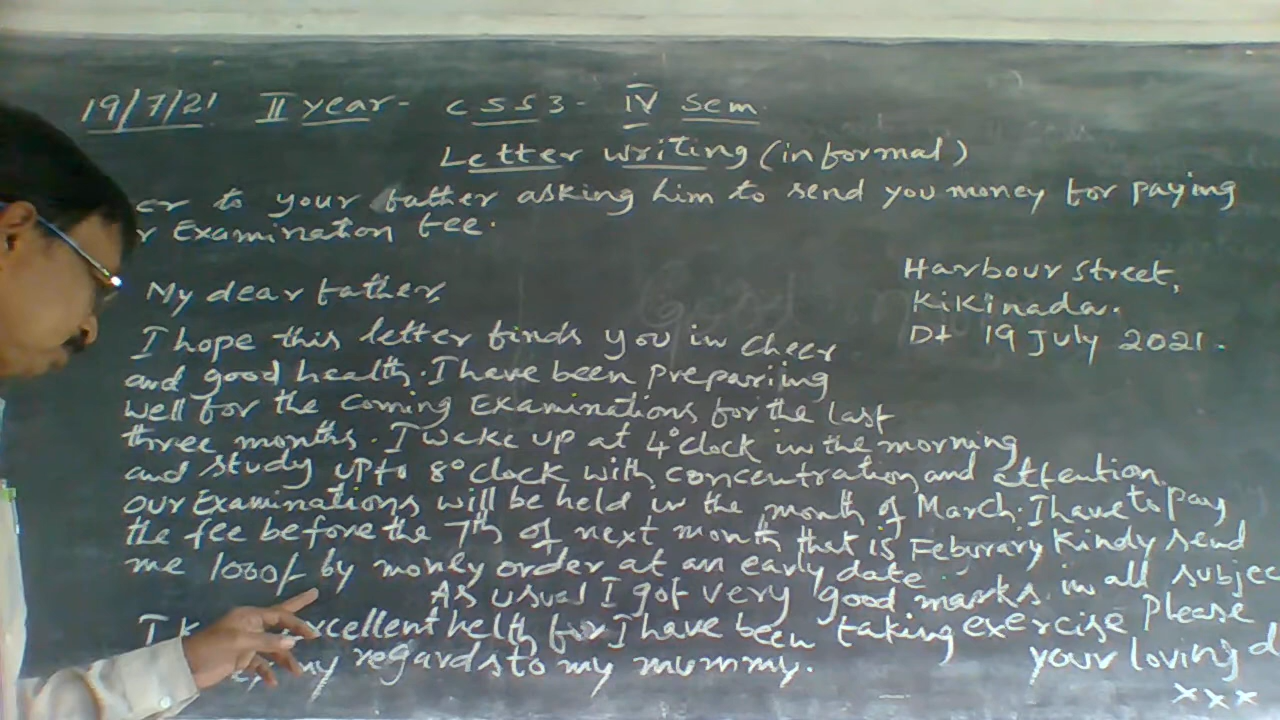 19/7/21 II year - CSS3 - IV Sem.
Letter writing (informal)
er to your father asking him to send you money for paying
r Examination fee.
Harbour Street,
Kikinada.
Dt 19 July 2021.
My dear father,
I hope this letter finds you in cheer
and good health. I have been prepariing
well for the coming Examinations for the last
three months. I wake up at 4°clock in the morning
and study upto 8°clock with concentration and attention.
our Examinations will be held in the month of March. I have to pay
the fee before the 7th of next month that is Feburary Kindy send
me 1000/- by money order at an early date.
As usual I got very good marks in all subjec
I k xcellent helth for I have been taking exercise Please
my regards to my mummy.
your loving d
xxx